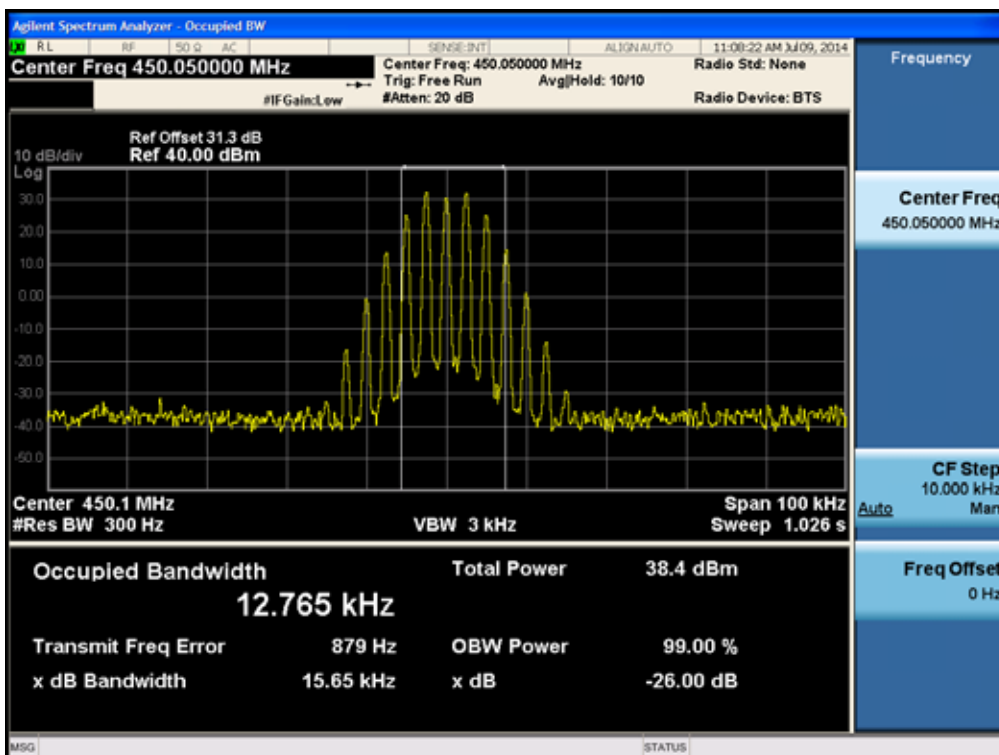 Agilent Spectrum Analyzer - Occupied BW
LXI RL RF 50 Ω AC SENSE:INT ALIGN AUTO 11:08:22 AM Jul 09, 2014
Center Freq 450.050000 MHz
Center Freq: 450.050000 MHz
Radio Std: None
Trig: Free Run Avg|Hold: 10/10
#IFGain:Low
#Atten: 20 dB
Radio Device: BTS
Ref Offset 31.3 dB
10 dB/div Ref 40.00 dBm
Log
30.0
20.0
10.0
0.00
-10.0
-20.0
-30.0
-40.0
-50.0
Center 450.1 MHz
Span 100 kHz
#Res BW 300 Hz
VBW 3 kHz
Sweep 1.026 s
Occupied Bandwidth
12.765 kHz
Total Power 38.4 dBm
Transmit Freq Error 879 Hz
OBW Power 99.00 %
x dB Bandwidth 15.65 kHz
x dB -26.00 dB
Frequency
Center Freq
450.050000 MHz
CF Step
10.000 kHz
Auto Man
Freq Offset
0 Hz
MSG
STATUS